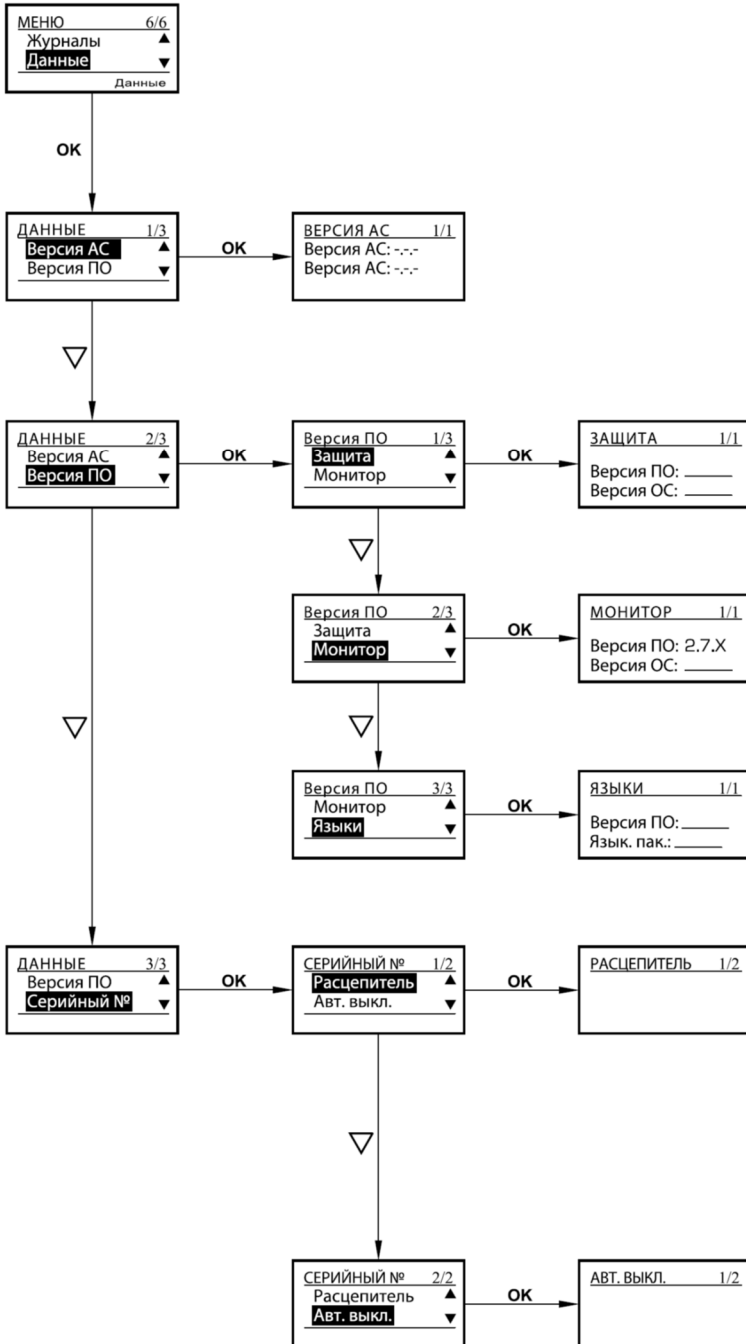 МЕНЮ 6/6
Журналы
Данные
Данные
OK
ДАННЫЕ 1/3
Версия АС
Версия ПО
OK
ВЕРСИЯ АС 1/1
Версия АС: -.-.-
Версия АС: -.-.-
ДАННЫЕ 2/3
Версия АС
Версия ПО
OK
Версия ПО 1/3
Защита
Монитор
OK
ЗАЩИТА 1/1
Версия ПО: _____
Версия ОС: _____
Версия ПО 2/3
Защита
Монитор
OK
МОНИТОР 1/1
Версия ПО: 2.7.X
Версия ОС: _____
Версия ПО 3/3
Монитор
Языки
OK
ЯЗЫКИ 1/1
Версия ПО: _____
Язык. пак.: _____
ДАННЫЕ 3/3
Версия ПО
Серийный №
OK
СЕРИЙНЫЙ № 1/2
Расцепитель
Авт. выкл.
OK
РАСЦЕПИТЕЛЬ 1/2
СЕРИЙНЫЙ № 2/2
Расцепитель
Авт. выкл.
OK
АВТ. ВЫКЛ. 1/2